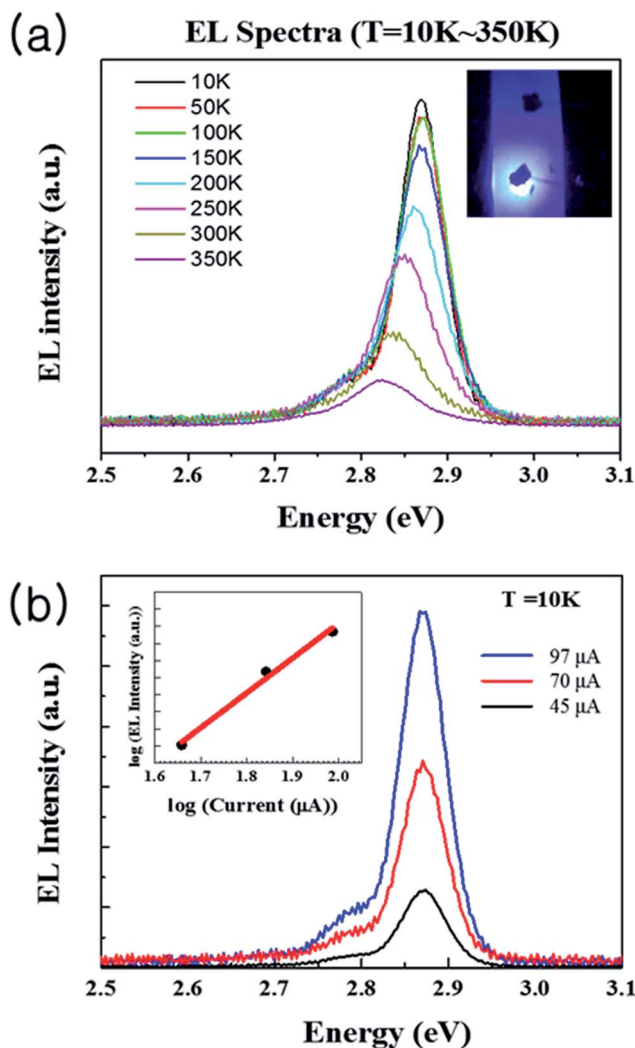 (a)
EL Spectra (T=10K~350K)
10K
50K
100K
150K
200K
250K
300K
350K
EL intensity (a.u.)
2.5 2.6 2.7 2.8 2.9 3.0 3.1
Energy (eV)
(b)
T =10K
97 μA
70 μA
45 μA
log (EL Intensity (a.u.))
1.6 1.7 1.8 1.9 2.0
log (Current (μA))
EL Intensity (a.u.)
2.5 2.6 2.7 2.8 2.9 3.0 3.1
Energy (eV)